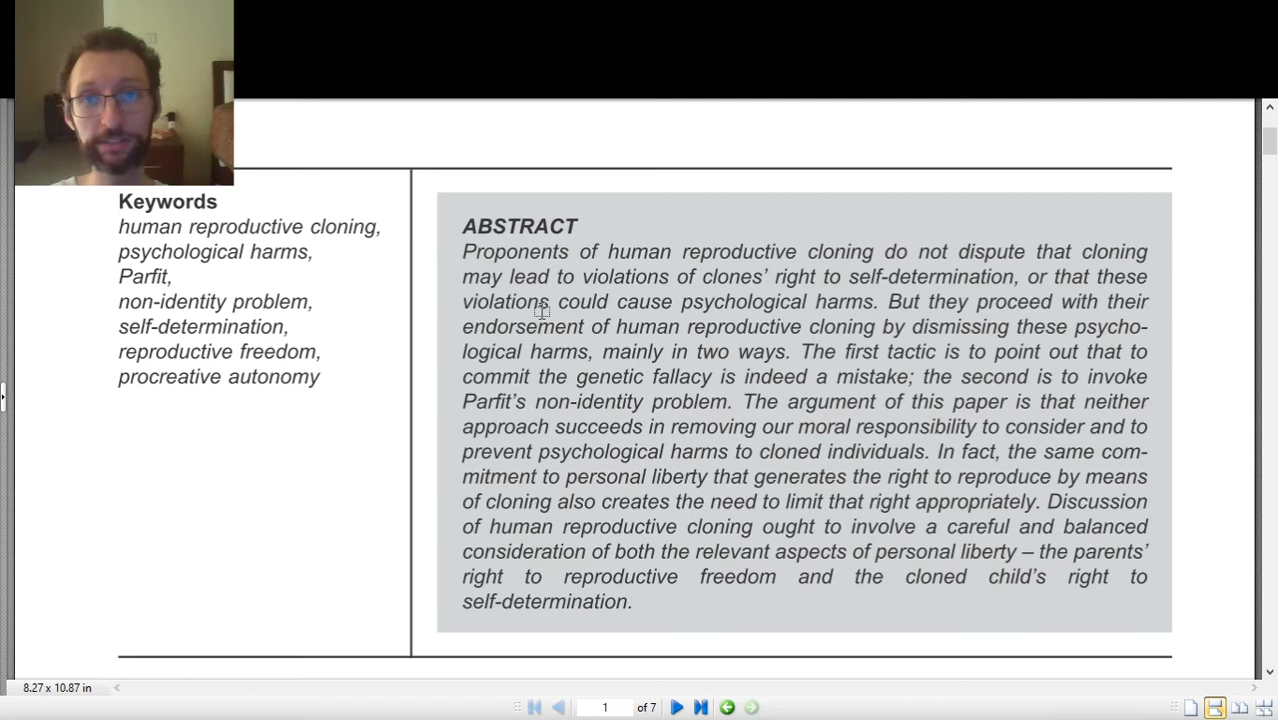 Keywords
human reproductive cloning,
psychological harms,
Parfit,
non-identity problem,
self-determination,
reproductive freedom,
procreative autonomy
ABSTRACT
Proponents of human reproductive cloning do not dispute that cloning
may lead to violations of clones’ right to self-determination, or that these
violations could cause psychological harms. But they proceed with their
endorsement of human reproductive cloning by dismissing these psycho-
logical harms, mainly in two ways. The first tactic is to point out that to
commit the genetic fallacy is indeed a mistake; the second is to invoke
Parfit’s non-identity problem. The argument of this paper is that neither
approach succeeds in removing our moral responsibility to consider and to
prevent psychological harms to cloned individuals. In fact, the same com-
mitment to personal liberty that generates the right to reproduce by means
of cloning also creates the need to limit that right appropriately. Discussion
of human reproductive cloning ought to involve a careful and balanced
consideration of both the relevant aspects of personal liberty – the parents’
right to reproductive freedom and the cloned child’s right to
self-determination.
8.27 x 10.87 in
1 of 7